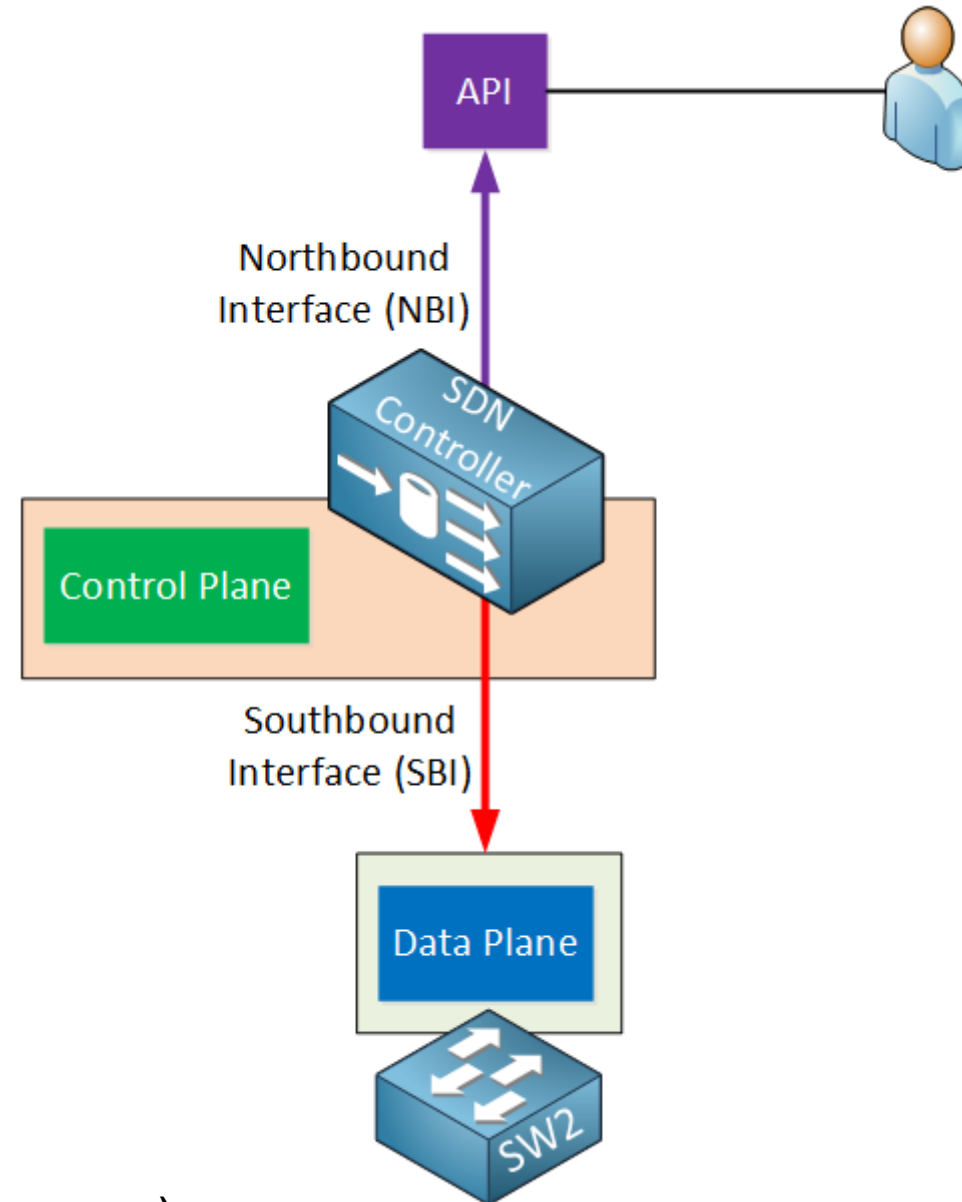 API
Northbound
Interface (NBI)
SDN
Controller
Control Plane
Southbound
Interface (SBI)
Data Plane
SW2
)